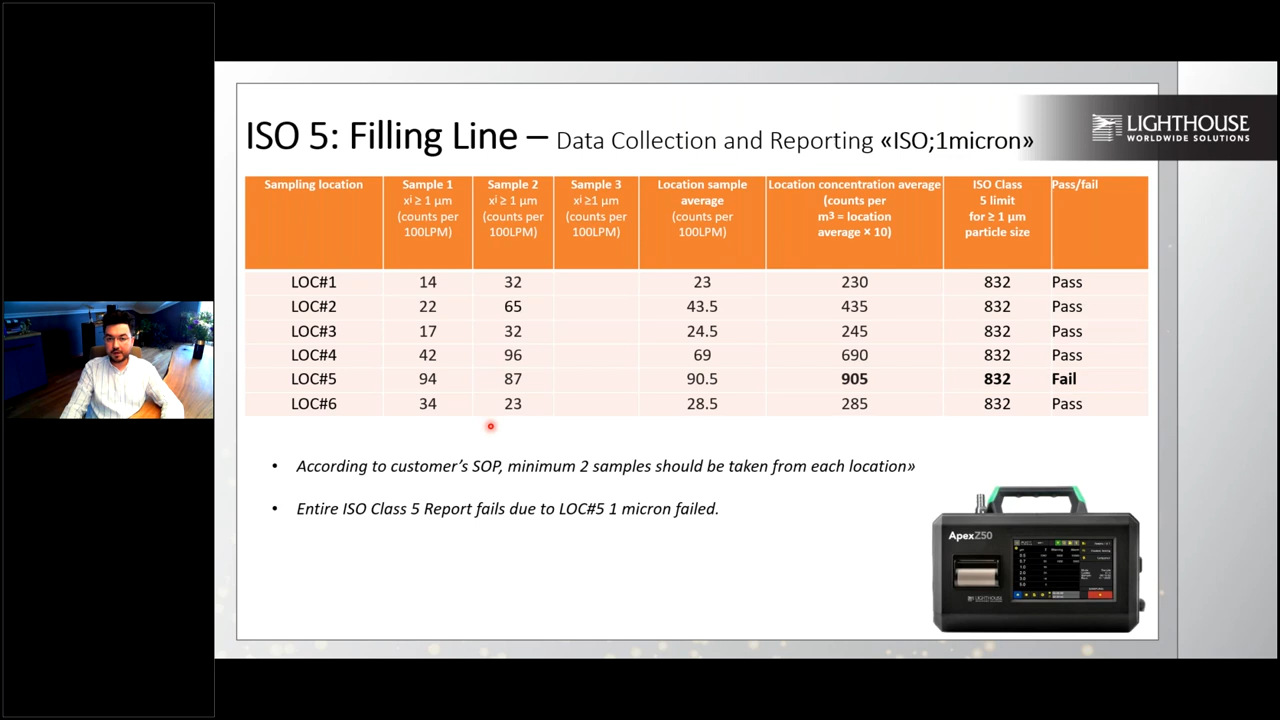 ISO 5: Filling Line – Data Collection and Reporting «ISO;1micron»
LIGHTHOUSE
WORLDWIDE SOLUTIONS
Sampling location
Sample 1
xⁱ ≥ 1 µm
(counts per
100LPM)
Sample 2
xⁱ ≥ 1 µm
(counts per
100LPM)
Sample 3
xⁱ ≥1 µm
(counts per
100LPM)
Location sample
average
(counts per
100LPM)
Location concentration average
(counts per
m³ = location
average × 10)
ISO Class
5 limit
for ≥ 1 µm
particle size
Pass/fail
LOC#1 14 32 23 230 832 Pass
LOC#2 22 65 43.5 435 832 Pass
LOC#3 17 32 24.5 245 832 Pass
LOC#4 42 96 69 690 832 Pass
LOC#5 94 87 90.5 905 832 Fail
LOC#6 34 23 28.5 285 832 Pass
• According to customer’s SOP, minimum 2 samples should be taken from each location»
• Entire ISO Class 5 Report fails due to LOC#5 1 micron failed.
ApexZ50
LIGHTHOUSE